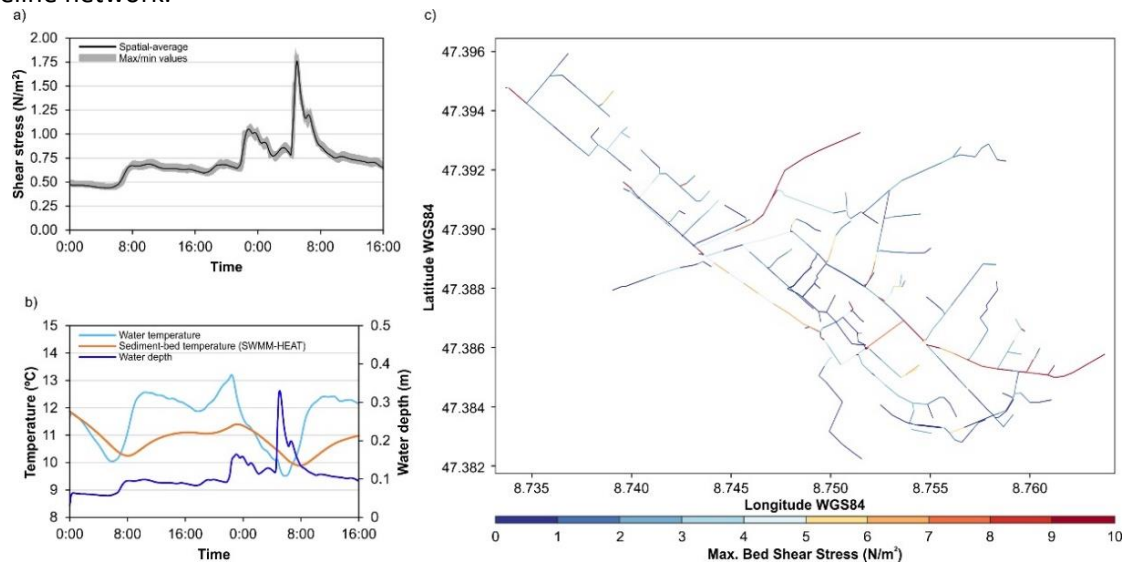 eline network.
a)
2.00
1.75
1.50
1.25
1.00
0.75
0.50
0.25
0.00
Shear stress (N/m²)
Spatial-average
Max/min values
0:00 8:00 16:00 0:00 8:00 16:00
Time
b)
15
14
13
12
11
10
9
8
Temperature (ºC)
Water temperature
Sediment-bed temperature (SWMM-HEAT)
Water depth
0.5
0.4
0.3
0.2
0.1
0
Water depth (m)
0:00 8:00 16:00 0:00 8:00 16:00
Time
c)
47.396
47.394
47.392
47.390
47.388
47.386
47.384
47.382
Latitude WGS84
8.735 8.740 8.745 8.750 8.755 8.760
Longitude WGS84
0 1 2 3 4 5 6 7 8 9 10
Max. Bed Shear Stress (N/m²)